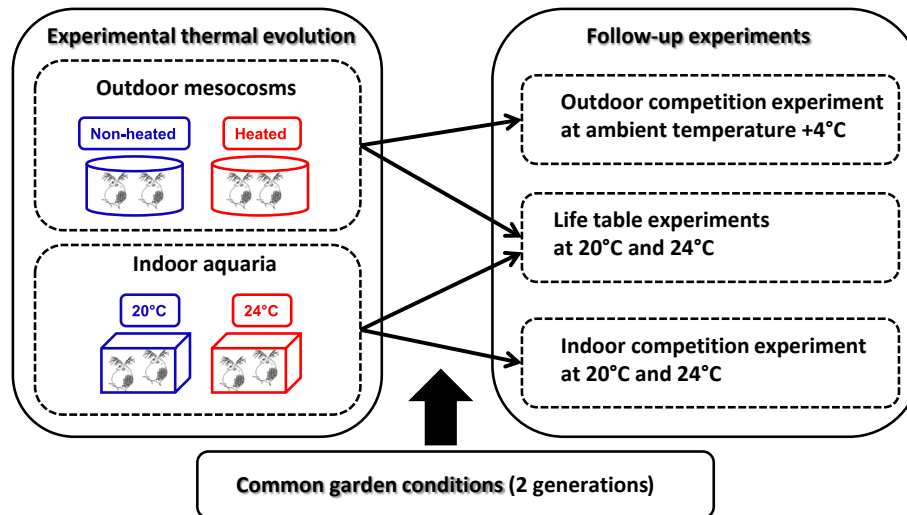 Experimental thermal evolution
Outdoor mesocosms
Non-heated
Heated
Indoor aquaria
20°C
24°C
Follow-up experiments
Outdoor competition experiment
at ambient temperature +4°C
Life table experiments
at 20°C and 24°C
Indoor competition experiment
at 20°C and 24°C
Common garden conditions (2 generations)